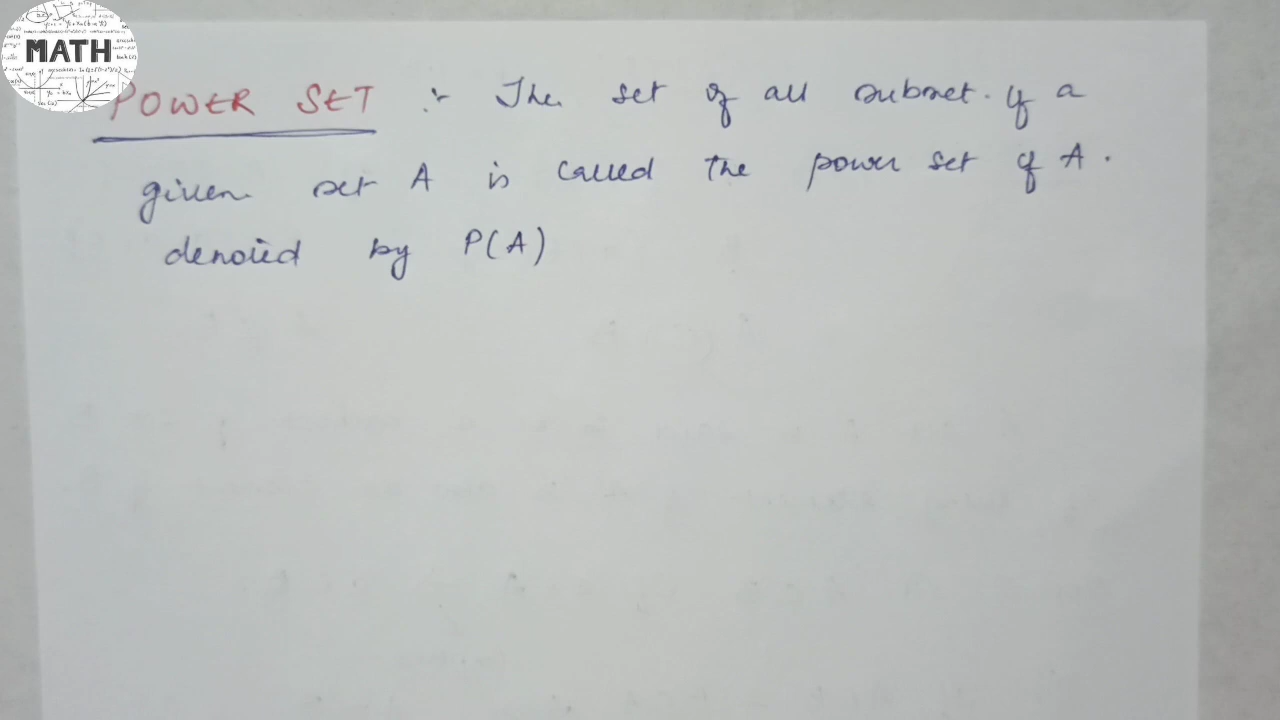 MATH
POWER SET :- The set of all subset of a
given set A is called the power set of A.
denoted by P(A)